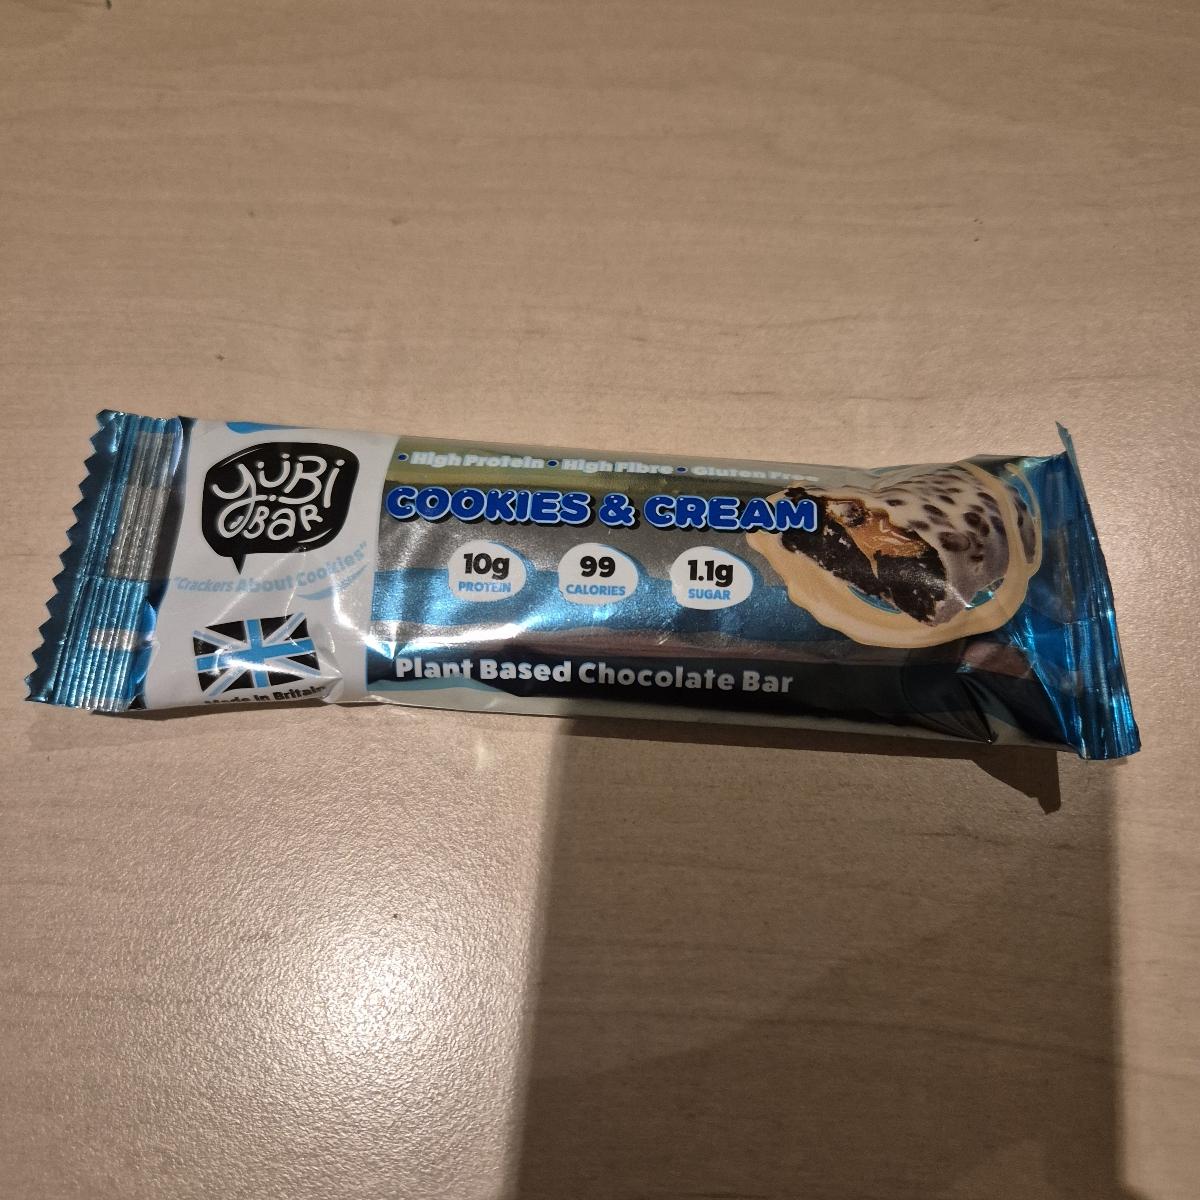 YüBi
BAR
"Crackers About Cookies"
Made in Britain
• High Protein • High Fibre • Gluten Free
COOKIES & CREAM
10g
PROTEIN
99
CALORIES
1.1g
SUGAR
Plant Based Chocolate Bar